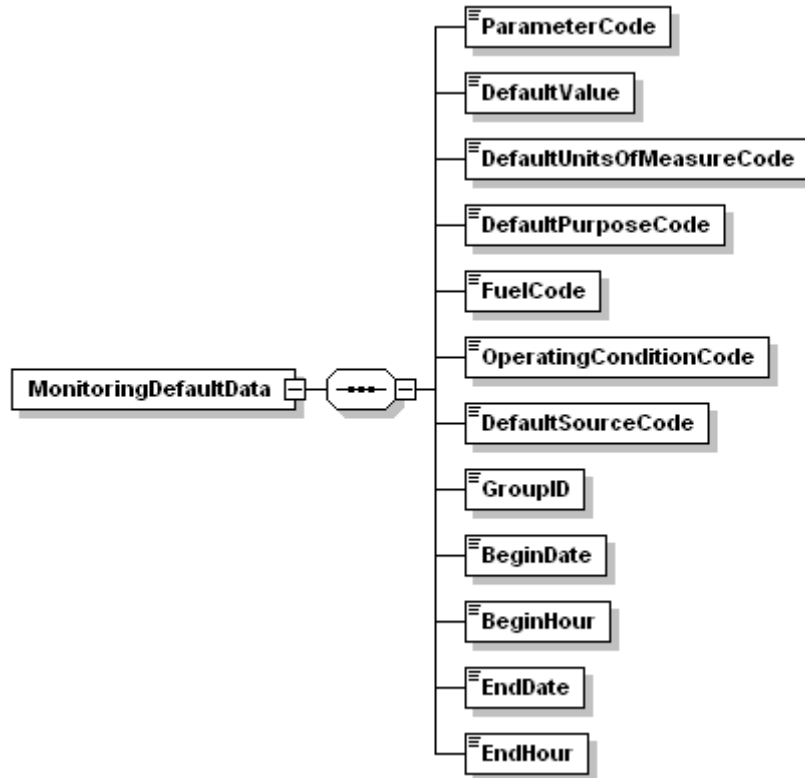 ParameterCode
DefaultValue
DefaultUnitsOfMeasureCode
DefaultPurposeCode
FuelCode
OperatingConditionCode
MonitoringDefaultData
DefaultSourceCode
GroupID
BeginDate
BeginHour
EndDate
EndHour